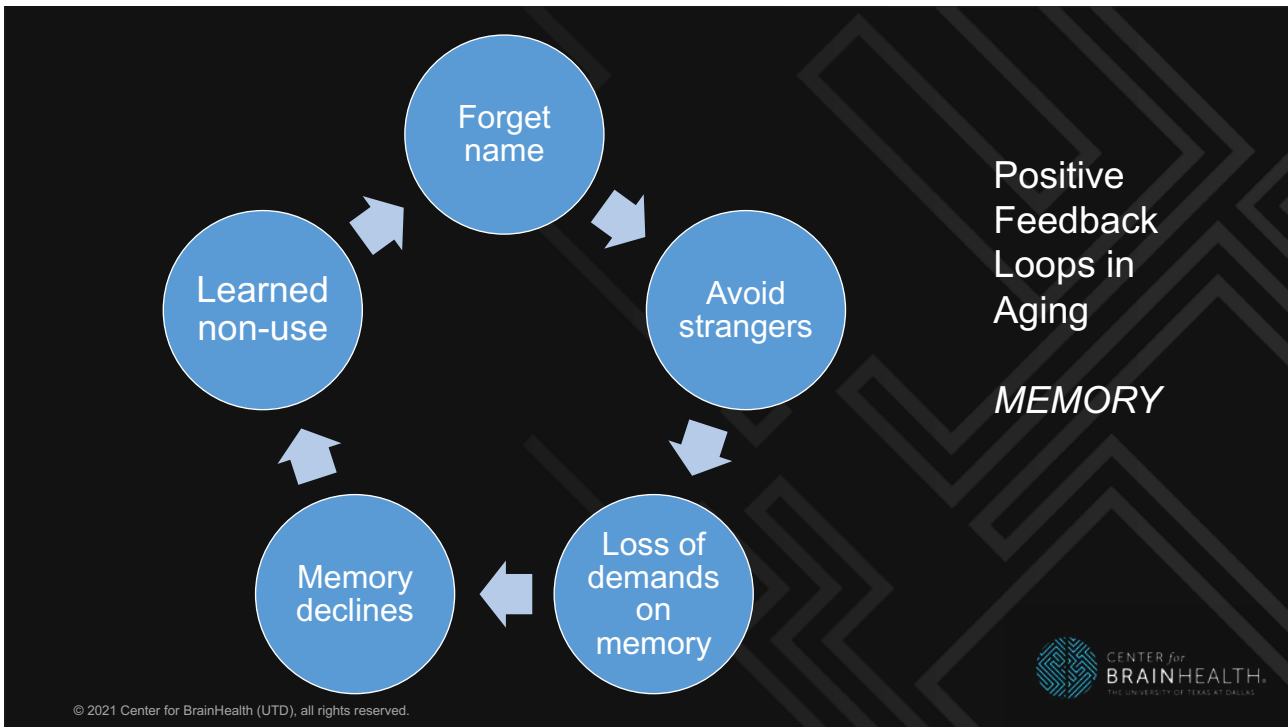 Forget
name
Avoid
strangers
Loss of
demands
on
memory
Memory
declines
Learned
non-use
Positive
Feedback
Loops in
Aging
MEMORY
CENTER for
BRAINHEALTH®
THE UNIVERSITY OF TEXAS AT DALLAS
© 2021 Center for BrainHealth (UTD), all rights reserved.